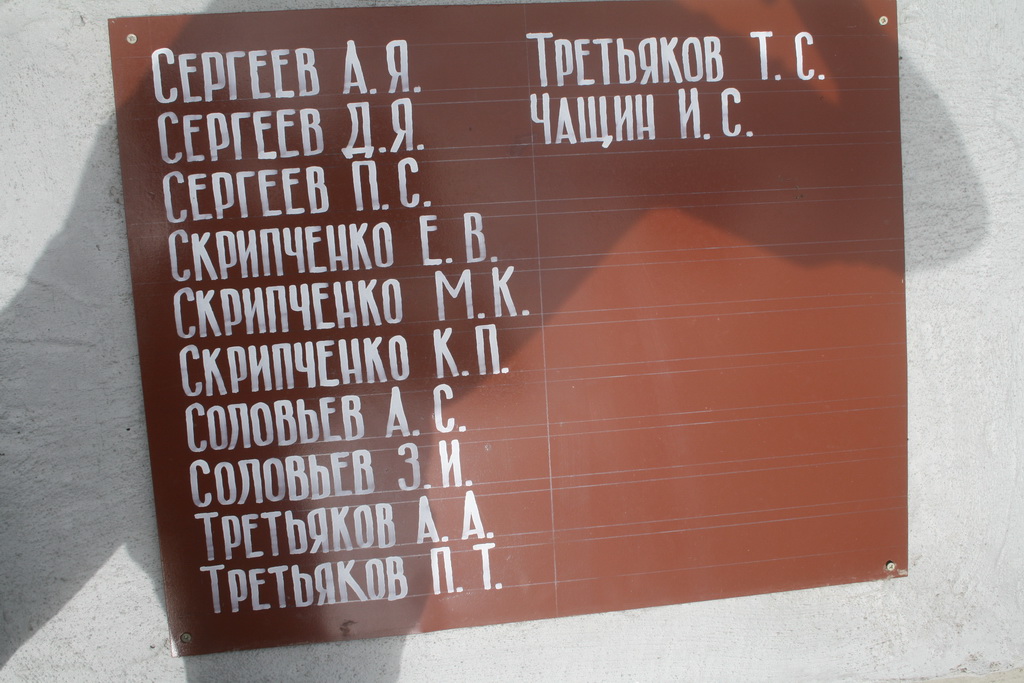 Сергеев А. Я.
Сергеев Д. Я.
Сергеев П. С.
Скрипченко Е. В.
Скрипченко М. К.
Скрипченко К. П.
Соловьев А. С.
Соловьев З. И.
Третьяков А. А.
Третьяков П. Т.
Третьяков Т. С.
Чащин И. С.